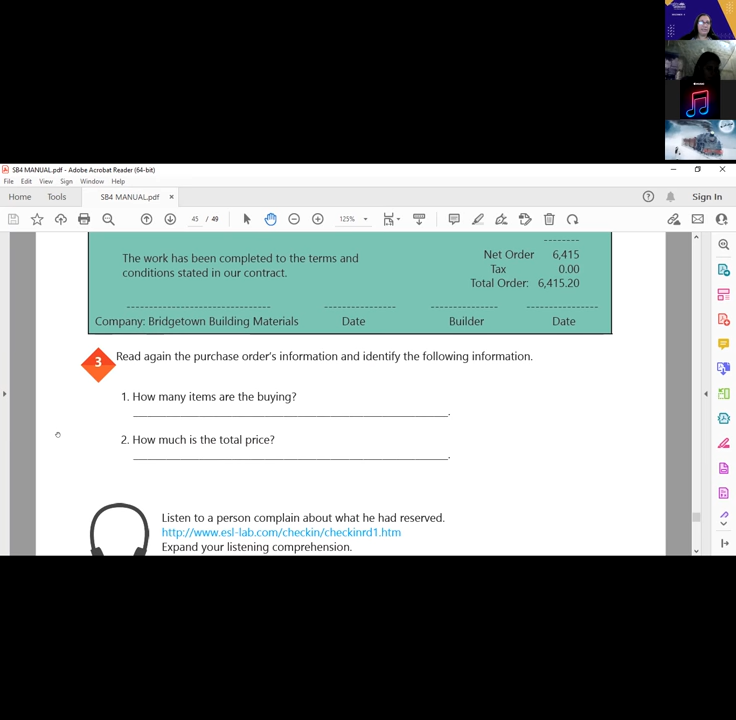 SB4 MANUAL.pdf - Adobe Acrobat Reader (64-bit)
File Edit View Sign Window Help
Home Tools SB4 MANUAL.pdf × Sign In
45 / 49 125%
The work has been completed to the terms and
conditions stated in our contract.
Net Order 6,415
Tax 0.00
Total Order: 6,415.20
Company: Bridgetown Building Materials Date Builder Date
3 Read again the purchase order's information and identify the following information.
1. How many items are the buying?
2. How much is the total price?
Listen to a person complain about what he had reserved.
http://www.esl-lab.com/checkin/checkinrd1.htm
Expand your listening comprehension.